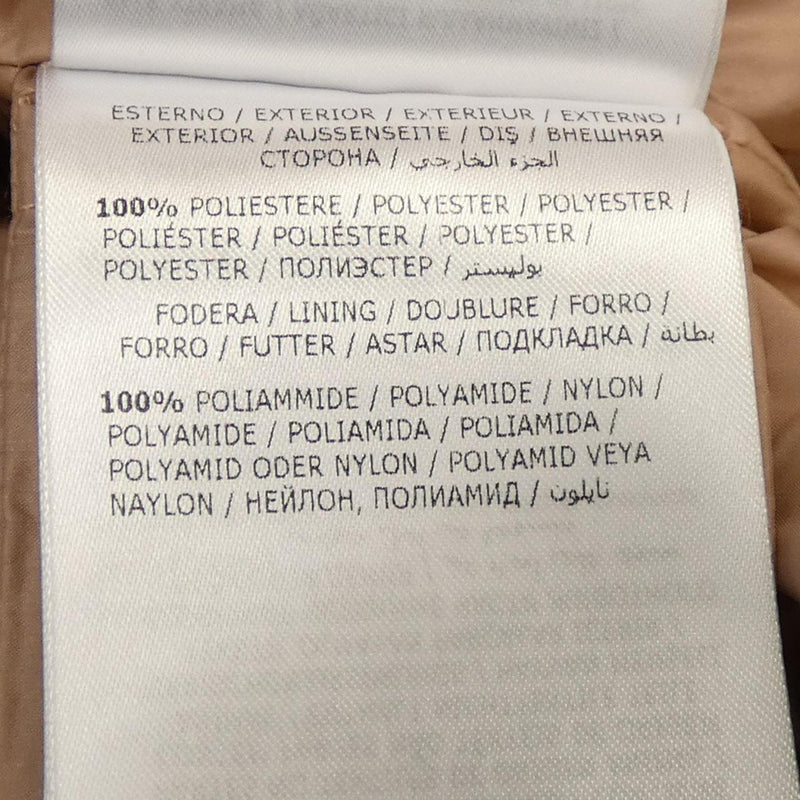 ESTERNO / EXTERIOR / EXTERIEUR / EXTERNO /
EXTERIOR / AUSSENSEITE / DIŞ / ВНЕШНЯЯ
СТОРОНА / الجزء الخارجي
100% POLIESTERE / POLYESTER / POLYESTER /
POLIÉSTER / POLIÉSTER / POLYESTER /
POLYESTER / ПОЛИЭСТЕР / بوليستر
FODERA / LINING / DOUBLURE / FORRO /
FORRO / FUTTER / ASTAR / ПОДКЛАДКА / بطانة
100% POLIAMMIDE / POLYAMIDE / NYLON /
POLYAMIDE / POLIAMIDA / POLIAMIDA /
POLYAMID ODER NYLON / POLYAMID VEYA
NAYLON / НЕЙЛОН, ПОЛИАМИД / نايلون